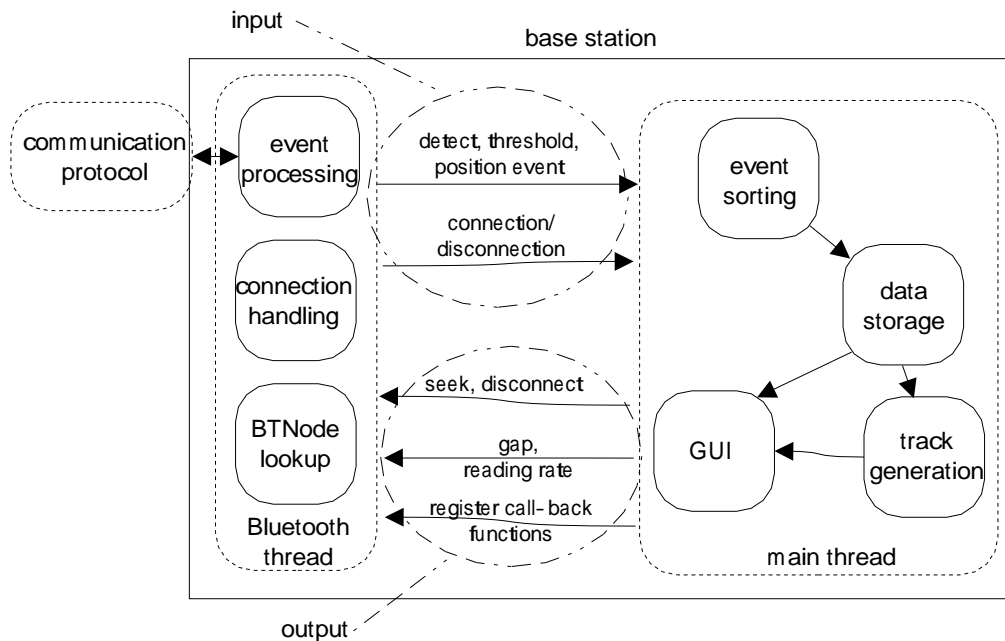 input
base station
communication
protocol
event
processing
detect, threshold,
position event
event
sorting
connection/
disconnection
connection
handling
data
storage
seek, disconnect
BTNode
lookup
gap,
reading rate
GUI
track
generation
register call-back
functions
Bluetooth
thread
main thread
output